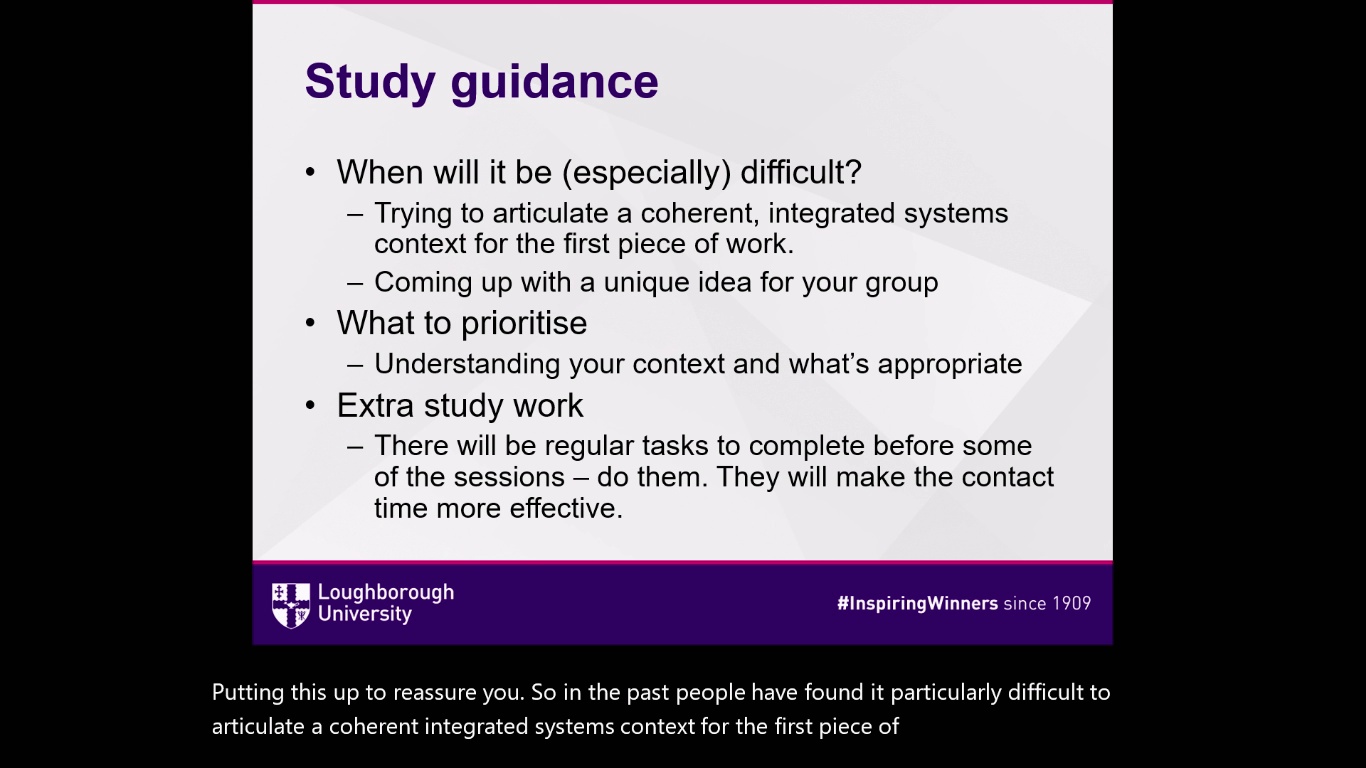 Study guidance
• When will it be (especially) difficult?
– Trying to articulate a coherent, integrated systems
context for the first piece of work.
– Coming up with a unique idea for your group
• What to prioritise
– Understanding your context and what’s appropriate
• Extra study work
– There will be regular tasks to complete before some
of the sessions – do them. They will make the contact
time more effective.
Loughborough
University
#InspiringWinners since 1909
Putting this up to reassure you. So in the past people have found it particularly difficult to
articulate a coherent integrated systems context for the first piece of